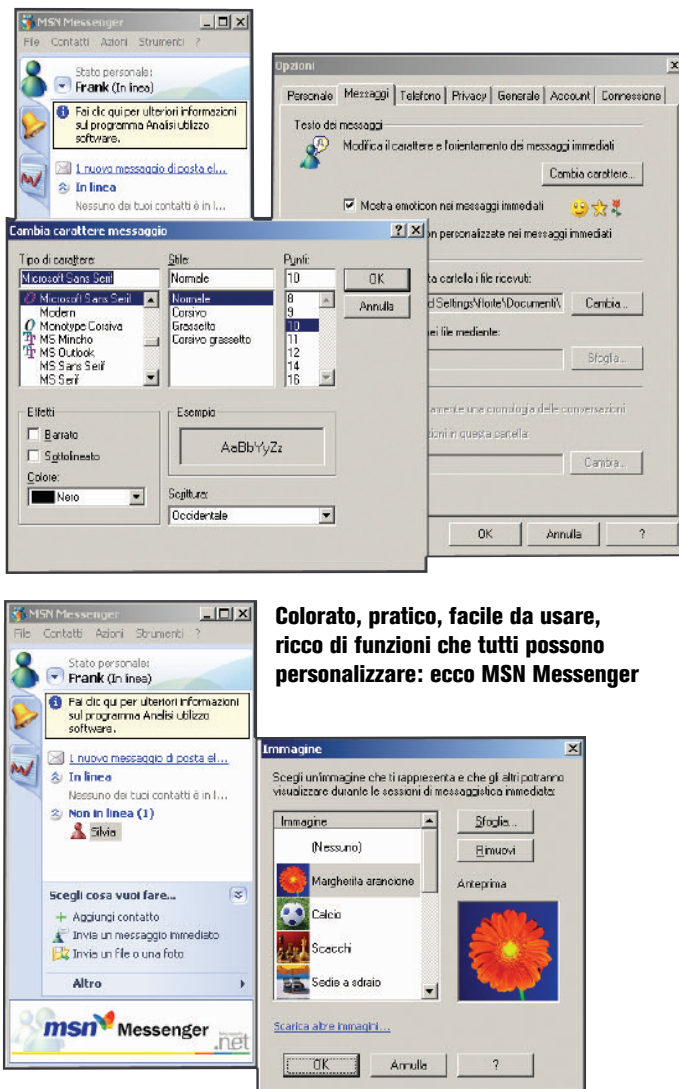 MSN Messenger
File Contatti Azioni Strumenti ?
Stato personale:
Frank (In linea)
Fai clic qui per ulteriori informazioni
sul programma Analisi utilizzo
software.
1 nuovo messaggio di posta el...
In linea
Nessuno dei tuoi contatti è in l...
Opzioni
Personale Messaggi Telefono Privacy Generale Account Connessione
Testo dei messaggi
Modifica il carattere e l'orientamento dei messaggi immediati
Cambia carattere...
Mostra emoticon nei messaggi immediati
personalizzate nei messaggi immediati
cartella i file ricevuti:
d Settings\floite\Documenti\ Cambia...
file mediante:
Sfoglia...
una cronologia delle conversazioni
in questa cartella:
Cambia...
OK Annulla ?
Cambia carattere messaggio
Tipo di carattere: Stile: Punti:
Microsoft Sans Serif Normale 10 OK
Microsoft Sans Serif Normale 8 Annulla
Modern Corsivo 9
Monotype Corsiva Grassetto 10
MS Mincho Corsivo grassetto 11
MS Outlook 12
MS Sans Serif 14
MS Serif 16
Effetti Esempio
Barrato
Sottolineato
AaBbYyZz
Colore:
Nero
Scrittura:
Occidentale
Colorato, pratico, facile da usare,
ricco di funzioni che tutti possono
personalizzare: ecco MSN Messenger
MSN Messenger
File Contatti Azioni Strumenti ?
Stato personale:
Frank (In linea)
Fai clic qui per ulteriori informazioni
sul programma Analisi utilizzo
software.
1 nuovo messaggio di posta el...
In linea
Nessuno dei tuoi contatti è in l...
Non in linea (1)
Silvia
Scegli cosa vuoi fare...
Aggiungi contatto
Invia un messaggio immediato
Invia un file o una foto
Altro
msn Messenger
.net
Immagine
Scegli un'immagine che ti rappresenta e che gli altri potranno
visualizzare durante le sessioni di messaggistica immediata:
Immagine Sfoglia...
(Nessuno) Rimuovi
Margherita arancione Anteprima
Calcio
Scacchi
Sedie a sdraio
Scarica altre immagini...
OK Annulla ?